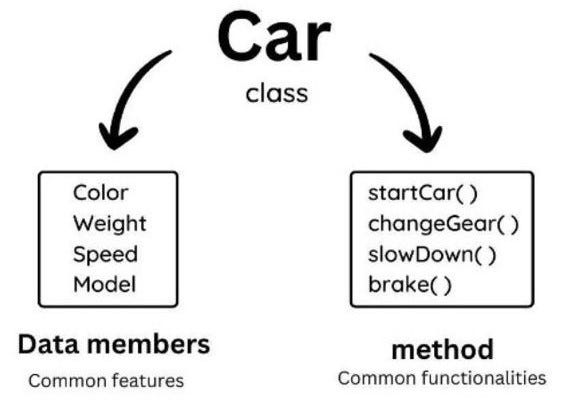 Car
class
Color
Weight
Speed
Model
Data members
Common features
startCar( )
changeGear( )
slowDown( )
brake( )
method
Common functionalities